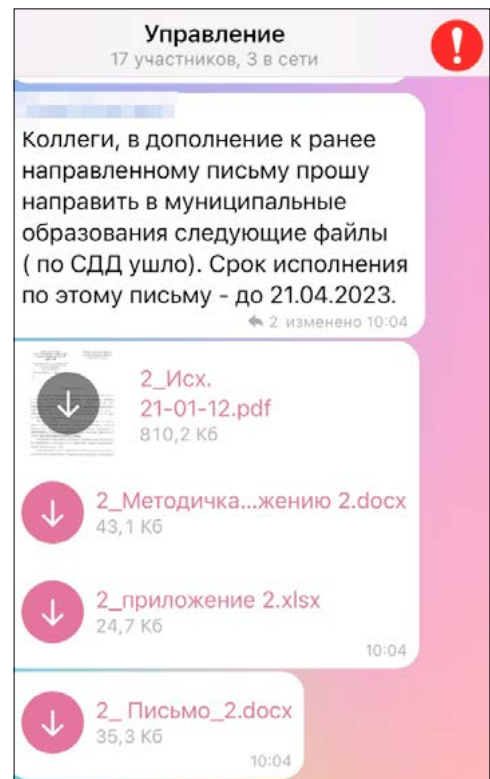 Управление
17 участников, 3 в сети
Коллеги, в дополнение к ранее
направленному письму прошу
направить в муниципальные
образования следующие файлы
( по СДД ушло). Срок исполнения
по этому письму - до 21.04.2023.
2 изменено 10:04
2_Исх.
21-01-12.pdf
810,2 Кб
2_Методичка...жению 2.docx
43,1 Кб
2_приложение 2.xlsx
24,7 Кб
10:04
2_ Письмо_2.docx
35,3 Кб
10:04